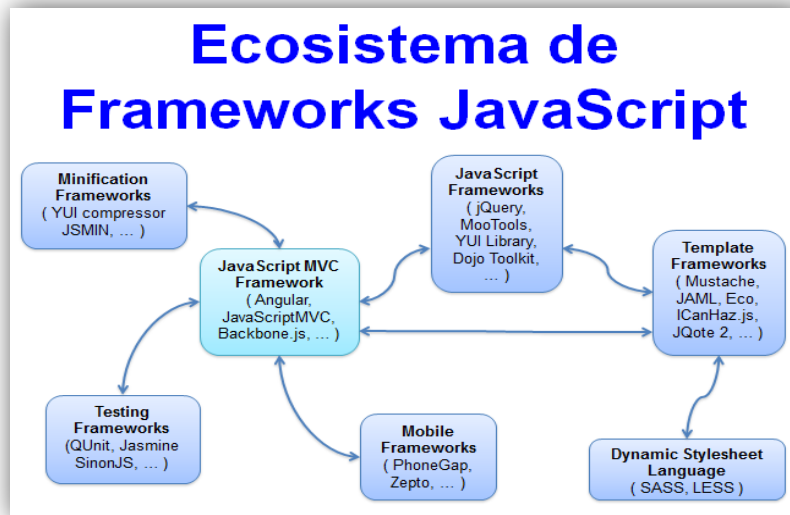 Ecosistema de
Frameworks JavaScript
Minification
Frameworks
( YUI compressor
JSMIN, ... )
JavaScript
Frameworks
( jQuery,
MooTools,
YUI Library,
Dojo Toolkit,
... )
JavaScript MVC
Framework
( Angular,
JavaScriptMVC,
Backbone.js, ... )
Template
Frameworks
( Mustache,
JAML, Eco,
ICanHaz.js,
JQote 2, ... )
Testing
Frameworks
(QUnit, Jasmine
SinonJS, ... )
Mobile
Frameworks
( PhoneGap,
Zepto, ... )
Dynamic Stylesheet
Language
( SASS, LESS )